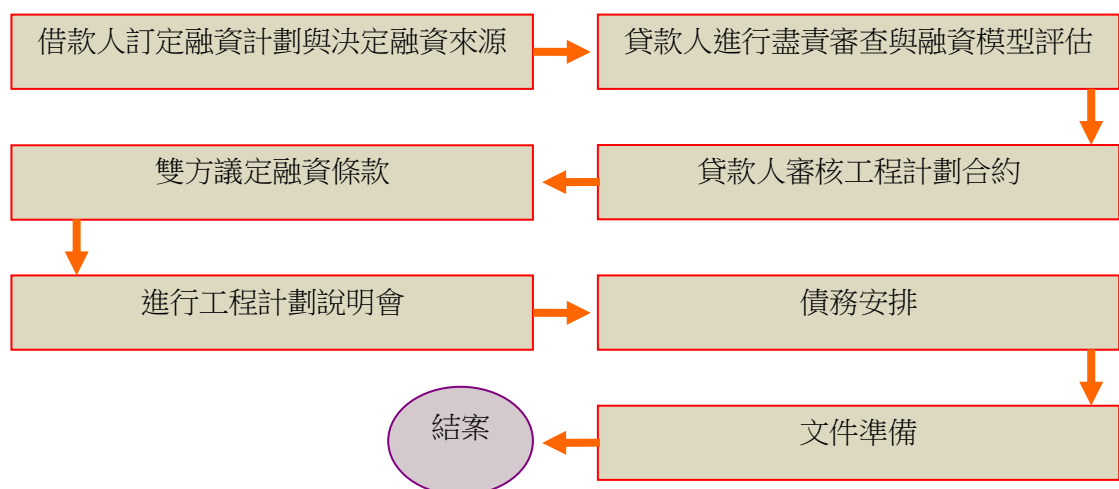 借款人訂定融資計劃與決定融資來源
貸款人進行盡責審查與融資模型評估
貸款人審核工程計劃合約
雙方議定融資條款
進行工程計劃說明會
債務安排
文件準備
結案